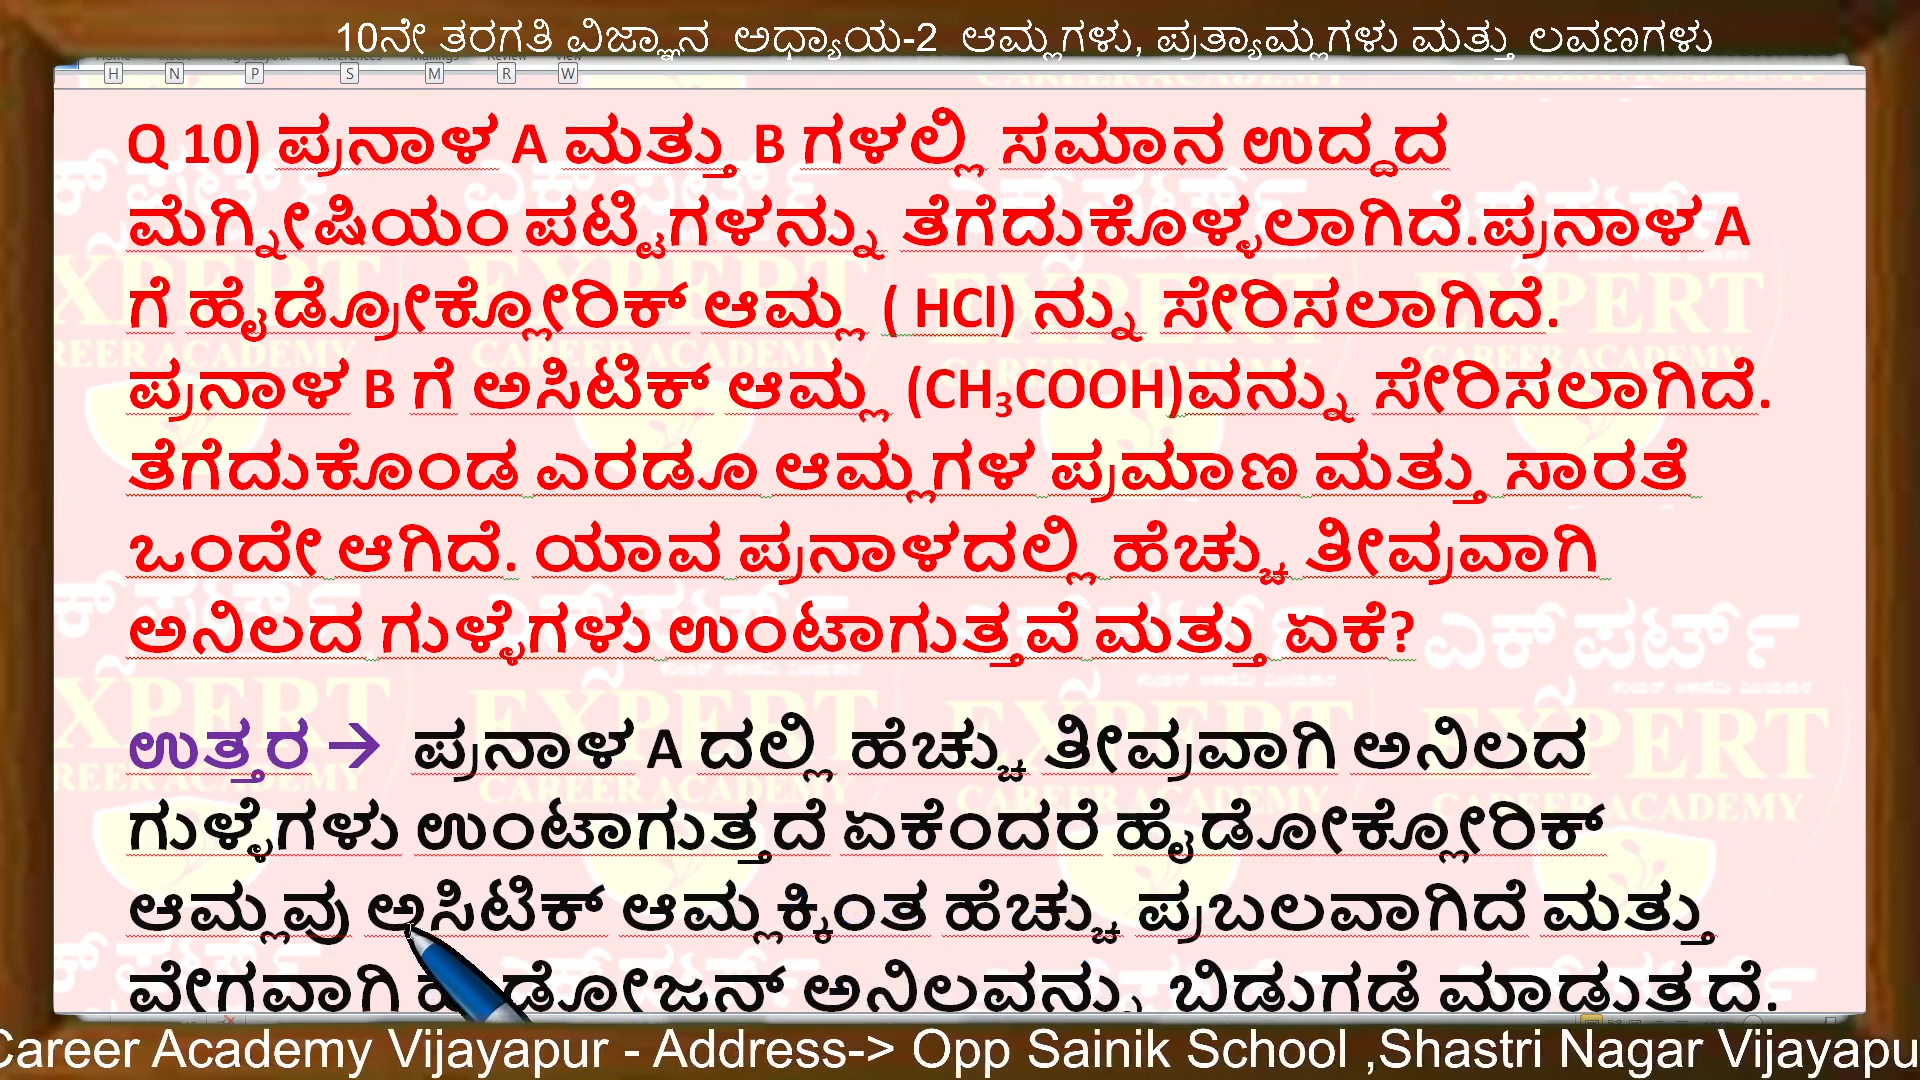 10ನೇ ತರಗತಿ ವಿಜ್ಞಾನ ಅಧ್ಯಾಯ-2 ಆಮ್ಲಗಳು, ಪ್ರತ್ಯಾಮ್ಲಗಳು ಮತ್ತು ಲವಣಗಳು
H N P S M R W
Q 10) ಪ್ರನಾಳ A ಮತ್ತು B ಗಳಲ್ಲಿ ಸಮಾನ ಉದ್ದದ
ಮೆಗ್ನೀಷಿಯಂ ಪಟ್ಟಿಗಳನ್ನು ತೆಗೆದುಕೊಳ್ಳಲಾಗಿದೆ.ಪ್ರನಾಳ A
ಗೆ ಹೈಡ್ರೋಕ್ಲೋರಿಕ್ ಆಮ್ಲ ( HCl) ನ್ನು ಸೇರಿಸಲಾಗಿದೆ.
ಪ್ರನಾಳ B ಗೆ ಅಸಿಟಿಕ್ ಆಮ್ಲ (CH₃COOH)ವನ್ನು ಸೇರಿಸಲಾಗಿದೆ.
ತೆಗೆದುಕೊಂಡ ಎರಡೂ ಆಮ್ಲಗಳ ಪ್ರಮಾಣ ಮತ್ತು ಸಾರತೆ
ಒಂದೇ ಆಗಿದೆ. ಯಾವ ಪ್ರನಾಳದಲ್ಲಿ ಹೆಚ್ಚು ತೀವ್ರವಾಗಿ
ಅನಿಲದ ಗುಳ್ಳೆಗಳು ಉಂಟಾಗುತ್ತವೆ ಮತ್ತು ಏಕೆ?
ಉತ್ತರ → ಪ್ರನಾಳ A ದಲ್ಲಿ ಹೆಚ್ಚು ತೀವ್ರವಾಗಿ ಅನಿಲದ
ಗುಳ್ಳೆಗಳು ಉಂಟಾಗುತ್ತದೆ ಏಕೆಂದರೆ ಹೈಡೋಕ್ಲೋರಿಕ್
ಆಮ್ಲವು ಅಸಿಟಿಕ್ ಆಮ್ಲಕ್ಕಿಂತ ಹೆಚ್ಚು ಪ್ರಬಲವಾಗಿದೆ ಮತ್ತು
ವೇಗವಾಗಿ ಅನಿಲವನ್ನು ಬಿಡುಗಡೆ ಮಾಡುತ್ತದೆ.
Career Academy Vijayapur - Address-> Opp Sainik School ,Shastri Nagar Vijayapu